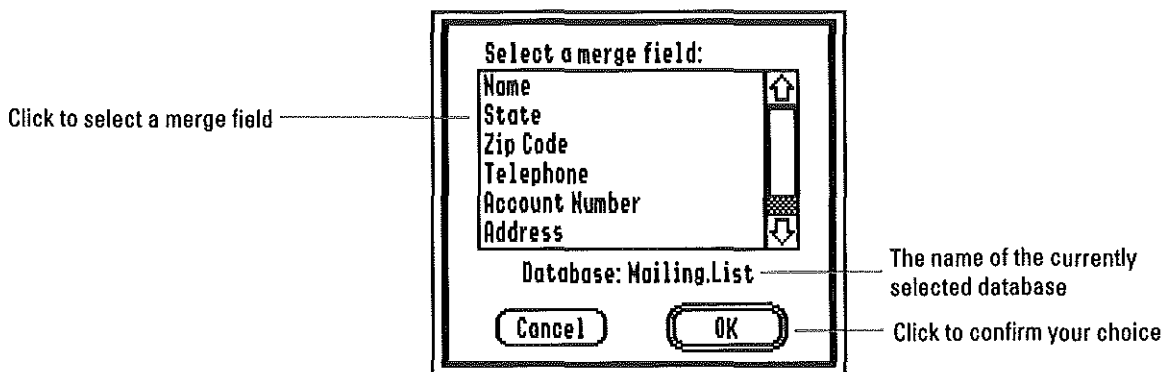 Select a merge field:
Name
State
Zip Code
Telephone
Account Number
Address
Click to select a merge field
Database: Mailing.List
The name of the currently
selected database
Cancel
OK
Click to confirm your choice